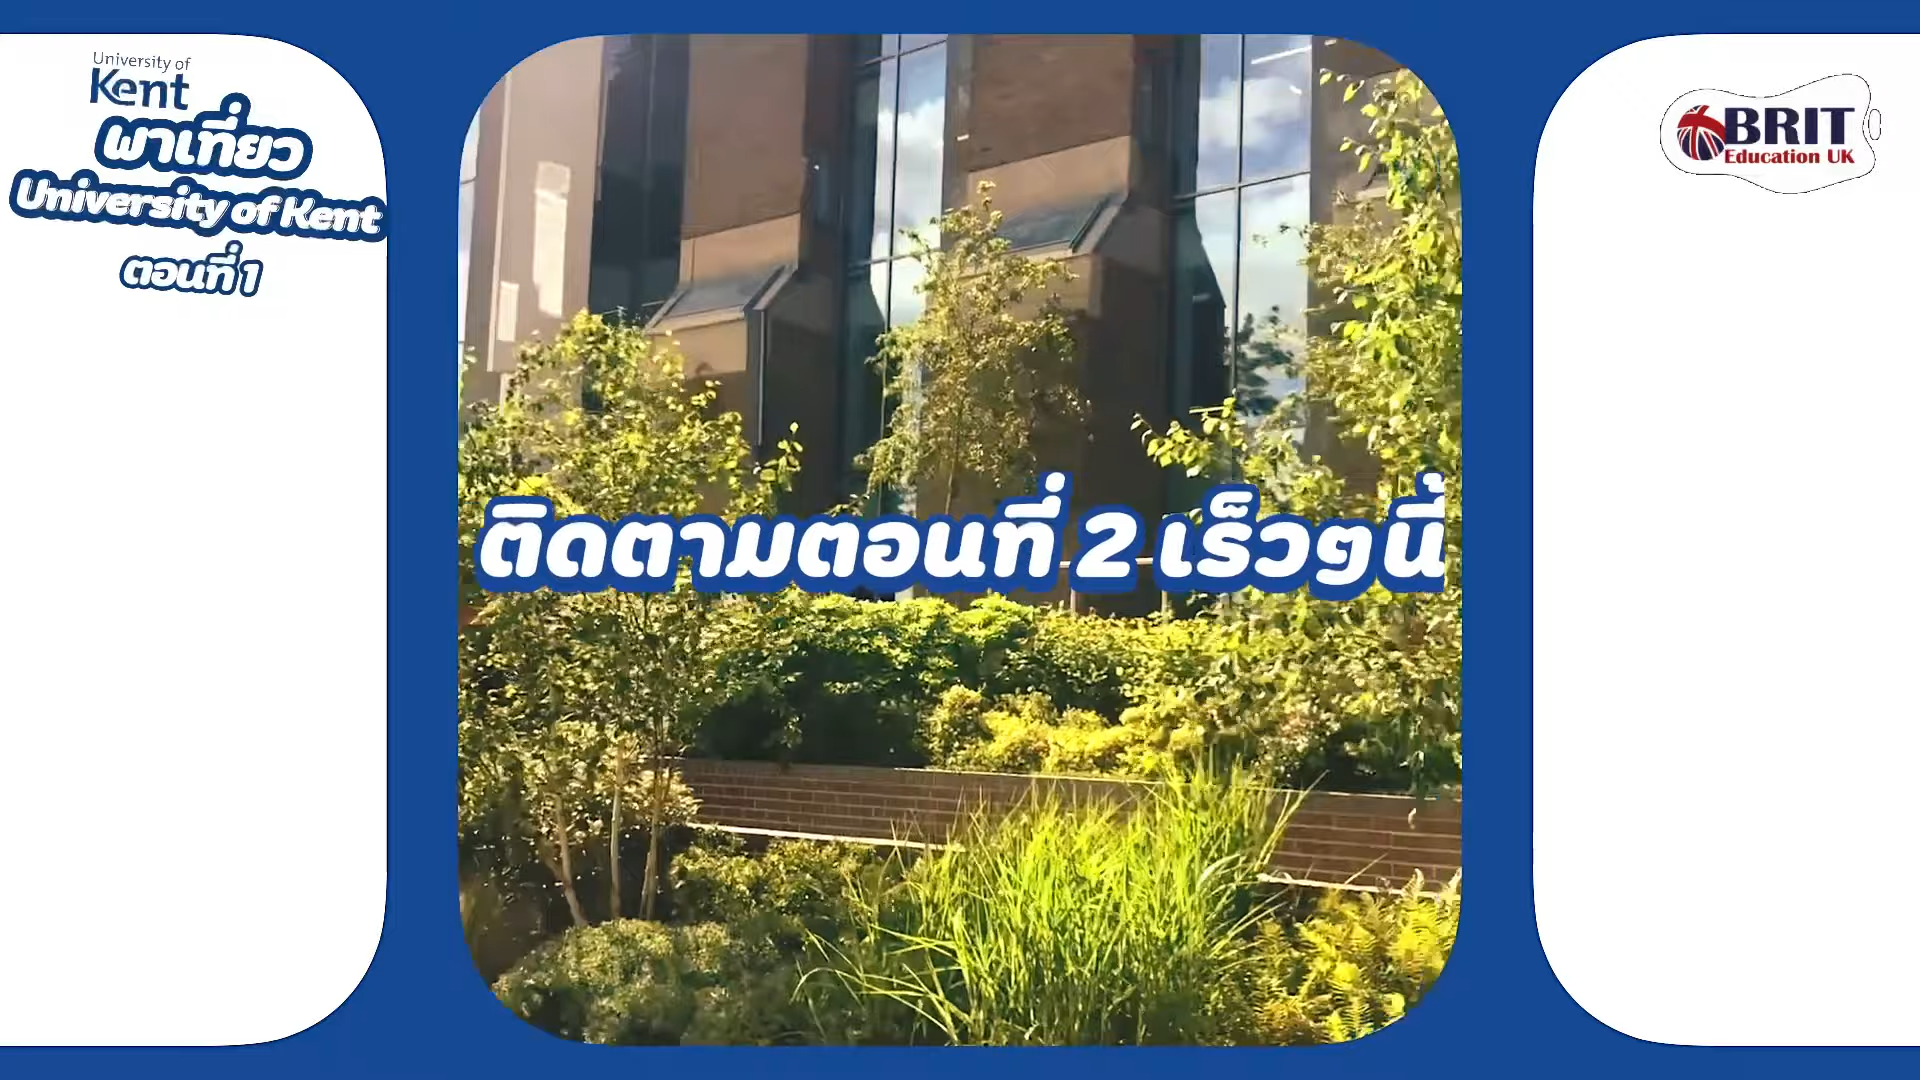 University of
Kent
พาเที่ยว
University of Kent
ตอนที่ 1
BRIT
Education UK
ติดตามตอนที่ 2 เร็วๆนี้